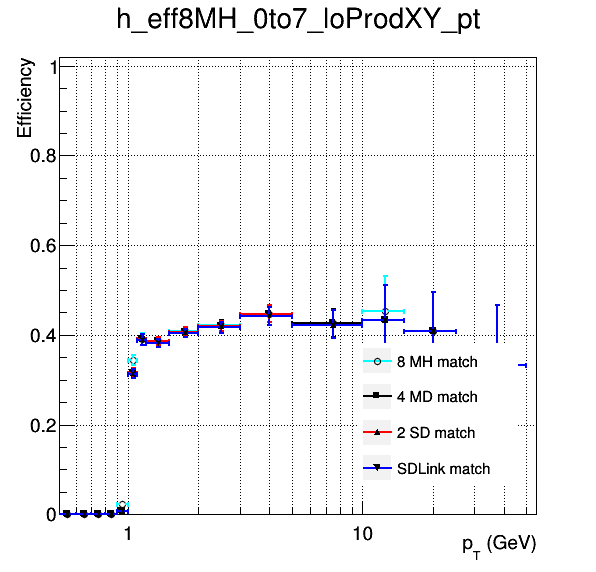 h_eff8MH_0to7_loProdXY_pt
Efficiency
1
0.8
0.6
0.4
0.2
0
8 MH match
4 MD match
2 SD match
SDLink match
1
10
p_T (GeV)